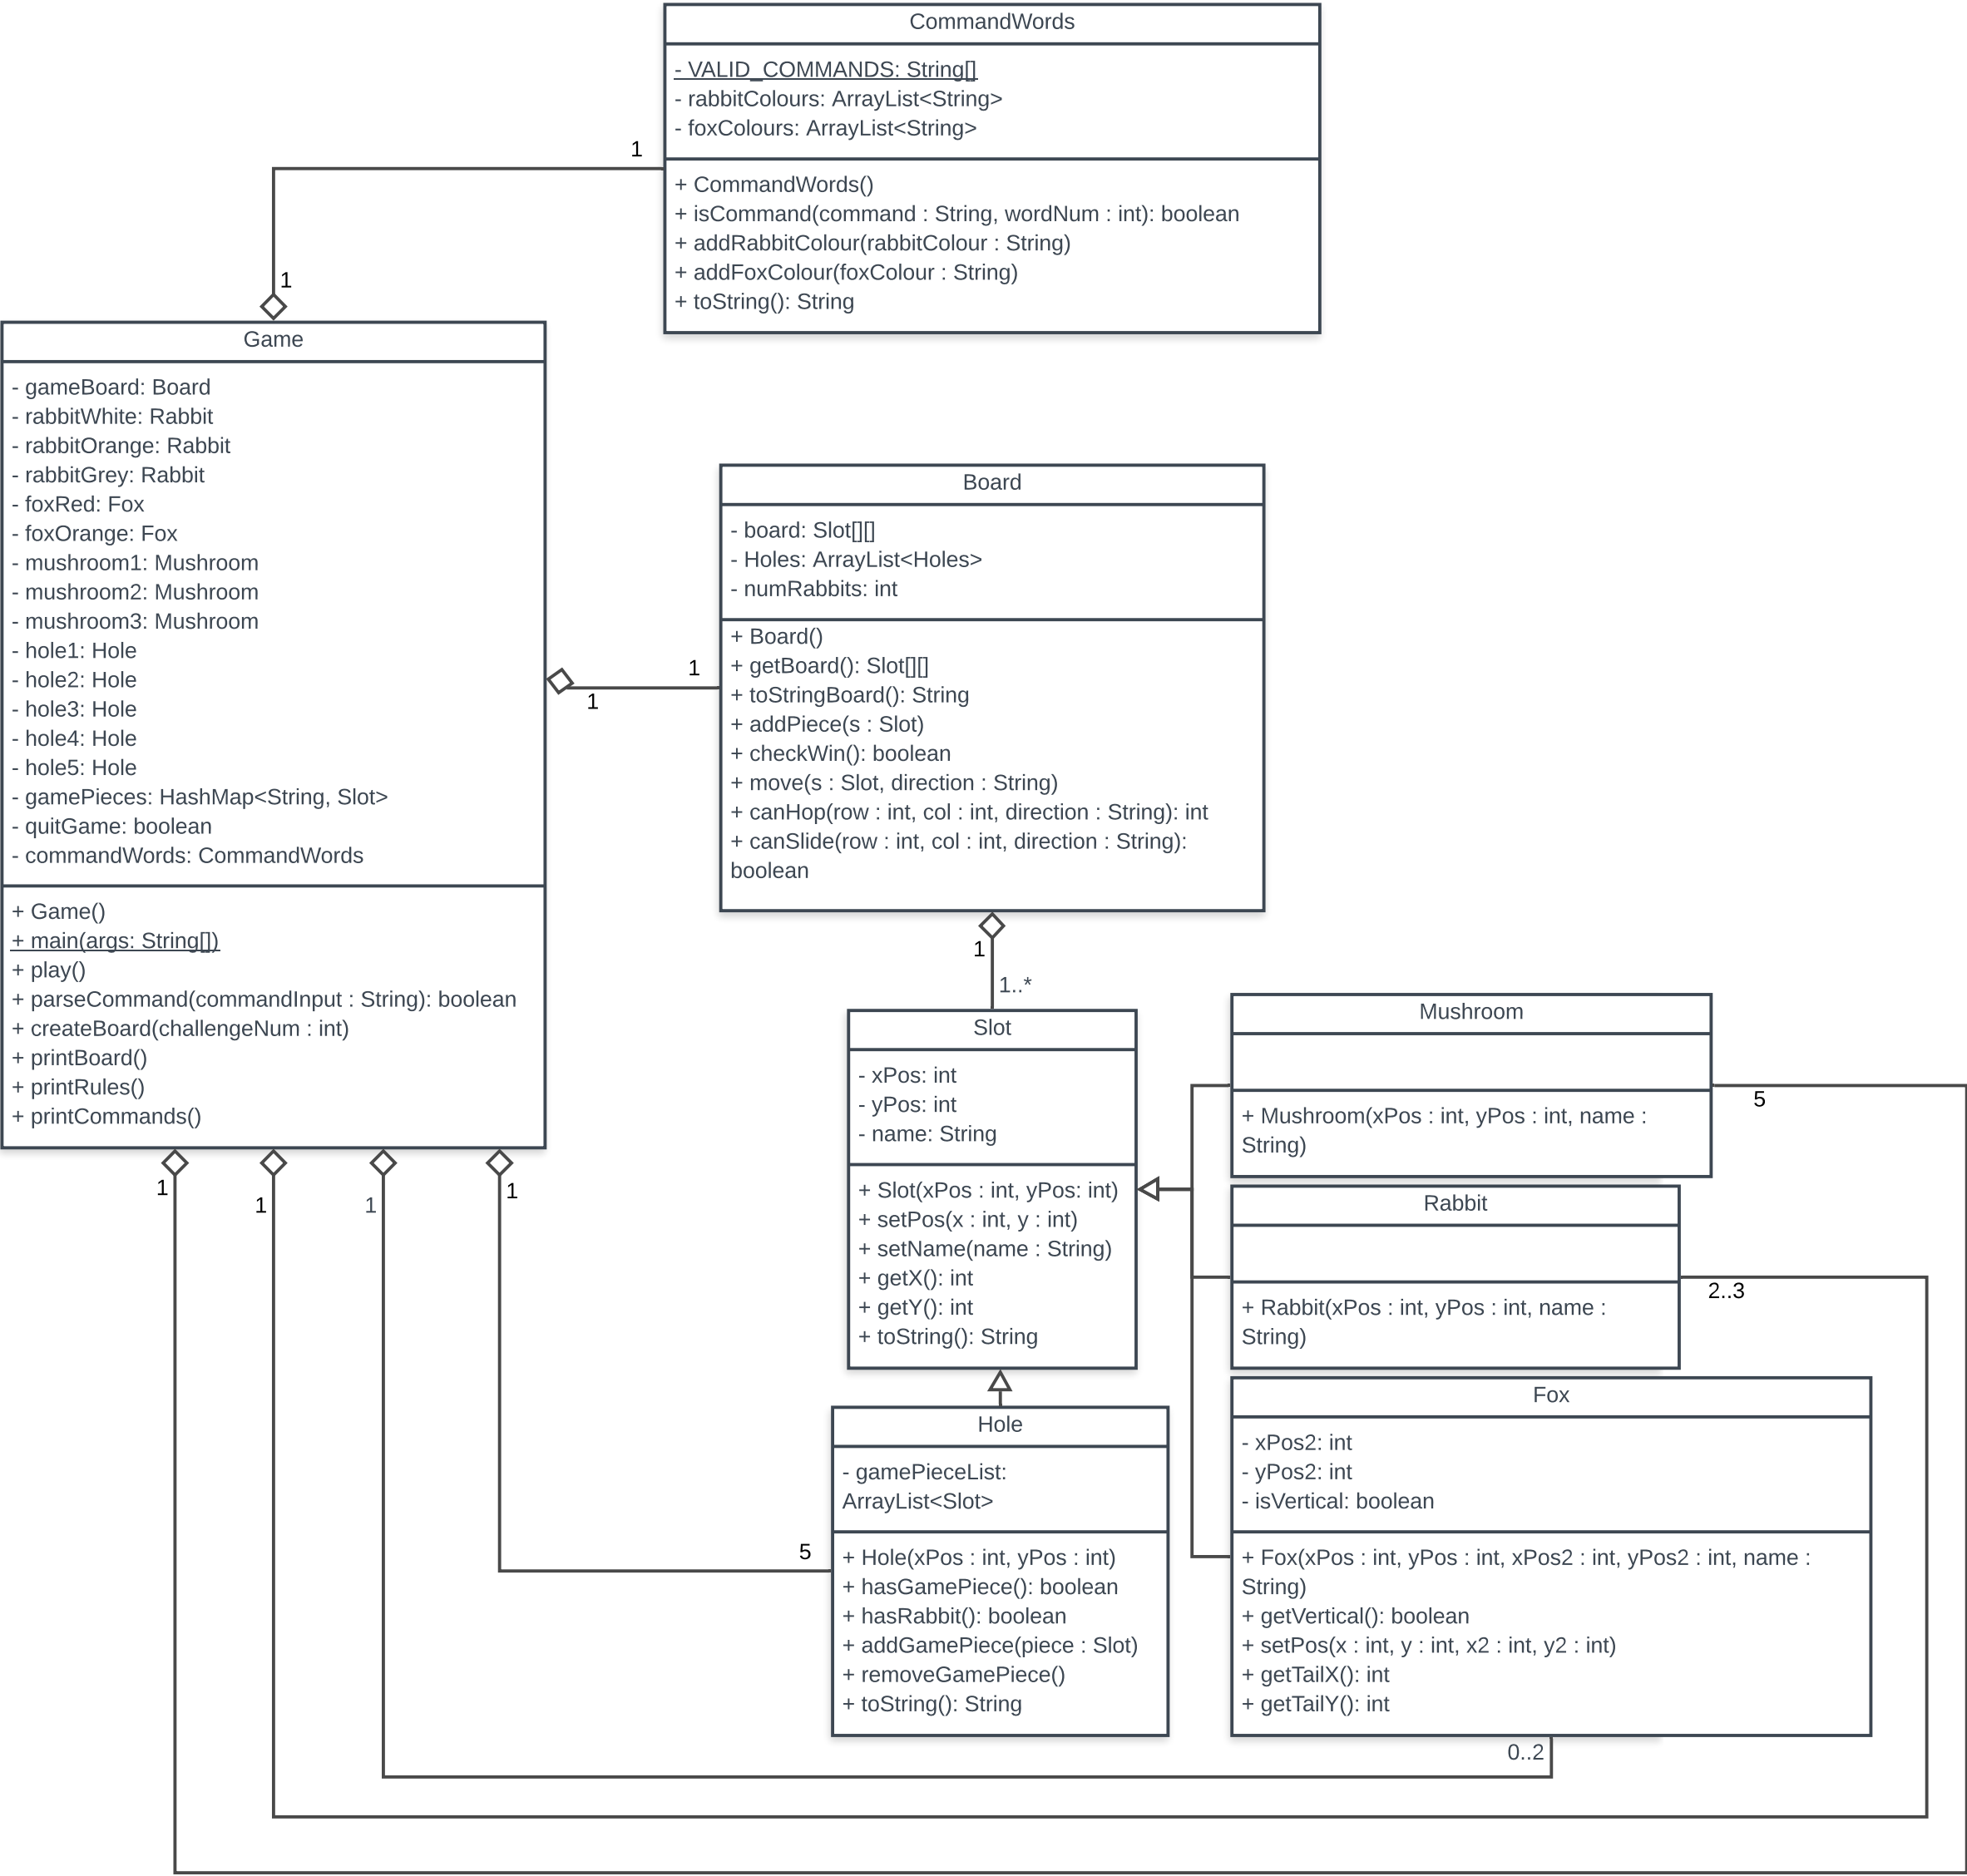 CommandWords
- VALID_COMMANDS: String[]
- rabbitColours: ArrayList<String>
- foxColours: ArrayList<String>
+ CommandWords()
+ isCommand(command : String, wordNum : int): boolean
+ addRabbitColour(rabbitColour : String)
+ addFoxColour(foxColour : String)
+ toString(): String
1
1
Game
- gameBoard: Board
- rabbitWhite: Rabbit
- rabbitOrange: Rabbit
- rabbitGrey: Rabbit
- foxRed: Fox
- foxOrange: Fox
- mushroom1: Mushroom
- mushroom2: Mushroom
- mushroom3: Mushroom
- hole1: Hole
- hole2: Hole
- hole3: Hole
- hole4: Hole
- hole5: Hole
- gamePieces: HashMap<String, Slot>
- quitGame: boolean
- commandWords: CommandWords
+ Game()
+ main(args: String[])
+ play()
+ parseCommand(commandInput : String): boolean
+ createBoard(challengeNum : int)
+ printBoard()
+ printRules()
+ printCommands()
1
1
1
1
1
1
Board
- board: Slot[][]
- Holes: ArrayList<Holes>
- numRabbits: int
+ Board()
+ getBoard(): Slot[][]
+ toStringBoard(): String
+ addPiece(s : Slot)
+ checkWin(): boolean
+ move(s : Slot, direction : String)
+ canHop(row : int, col : int, direction : String): int
+ canSlide(row : int, col : int, direction : String):
boolean
1
1..*
Slot
- xPos: int
- yPos: int
- name: String
+ Slot(xPos : int, yPos: int)
+ setPos(x : int, y : int)
+ setName(name : String)
+ getX(): int
+ getY(): int
+ toString(): String
Mushroom
+ Mushroom(xPos : int, yPos : int, name :
String)
5
Rabbit
+ Rabbit(xPos : int, yPos : int, name :
String)
2..3
Hole
- gamePieceList:
ArrayList<Slot>
+ Hole(xPos : int, yPos : int)
+ hasGamePiece(): boolean
+ hasRabbit(): boolean
+ addGamePiece(piece : Slot)
+ removeGamePiece()
+ toString(): String
5
Fox
- xPos2: int
- yPos2: int
- isVertical: boolean
+ Fox(xPos : int, yPos : int, xPos2 : int, yPos2 : int, name :
String)
+ getVertical(): boolean
+ setPos(x : int, y : int, x2 : int, y2 : int)
+ getTailX(): int
+ getTailY(): int
0..2